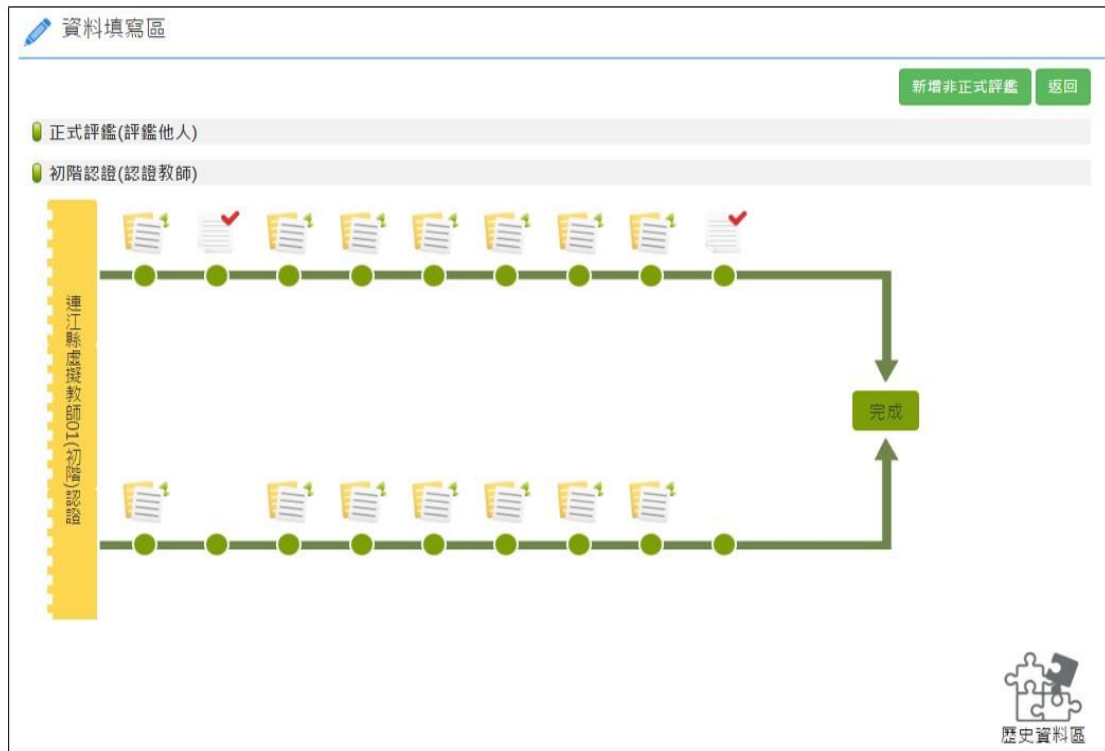 資料填寫區
新增非正式評鑑
返回
正式評鑑(評鑑他人)
初階認證(認證教師)
連江縣虛擬教師01(初階)認證
完成
歷史資料區